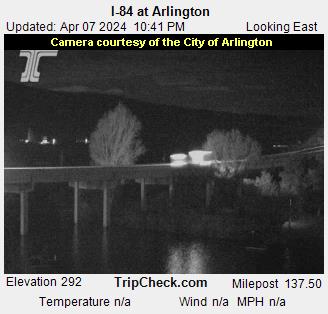 I-84 at Arlington
Updated: Apr 07 2024 10:41 PM Looking East
Camera courtesy of the City of Arlington
Elevation 292 TripCheck.com Milepost 137.50
Temperature n/a Wind n/a MPH n/a